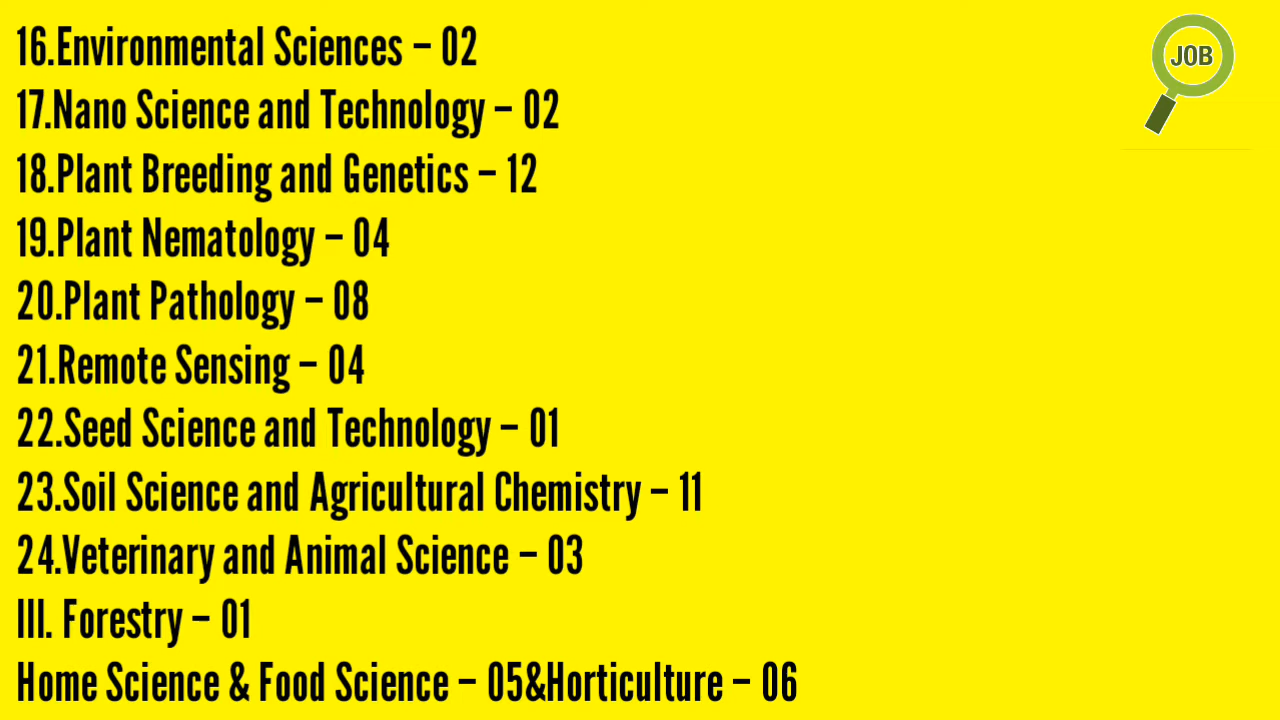 16.Environmental Sciences – 02
17.Nano Science and Technology – 02
18.Plant Breeding and Genetics – 12
19.Plant Nematology – 04
20.Plant Pathology – 08
21.Remote Sensing – 04
22.Seed Science and Technology – 01
23.Soil Science and Agricultural Chemistry – 11
24.Veterinary and Animal Science – 03
III. Forestry – 01
Home Science & Food Science – 05&Horticulture – 06
JOB